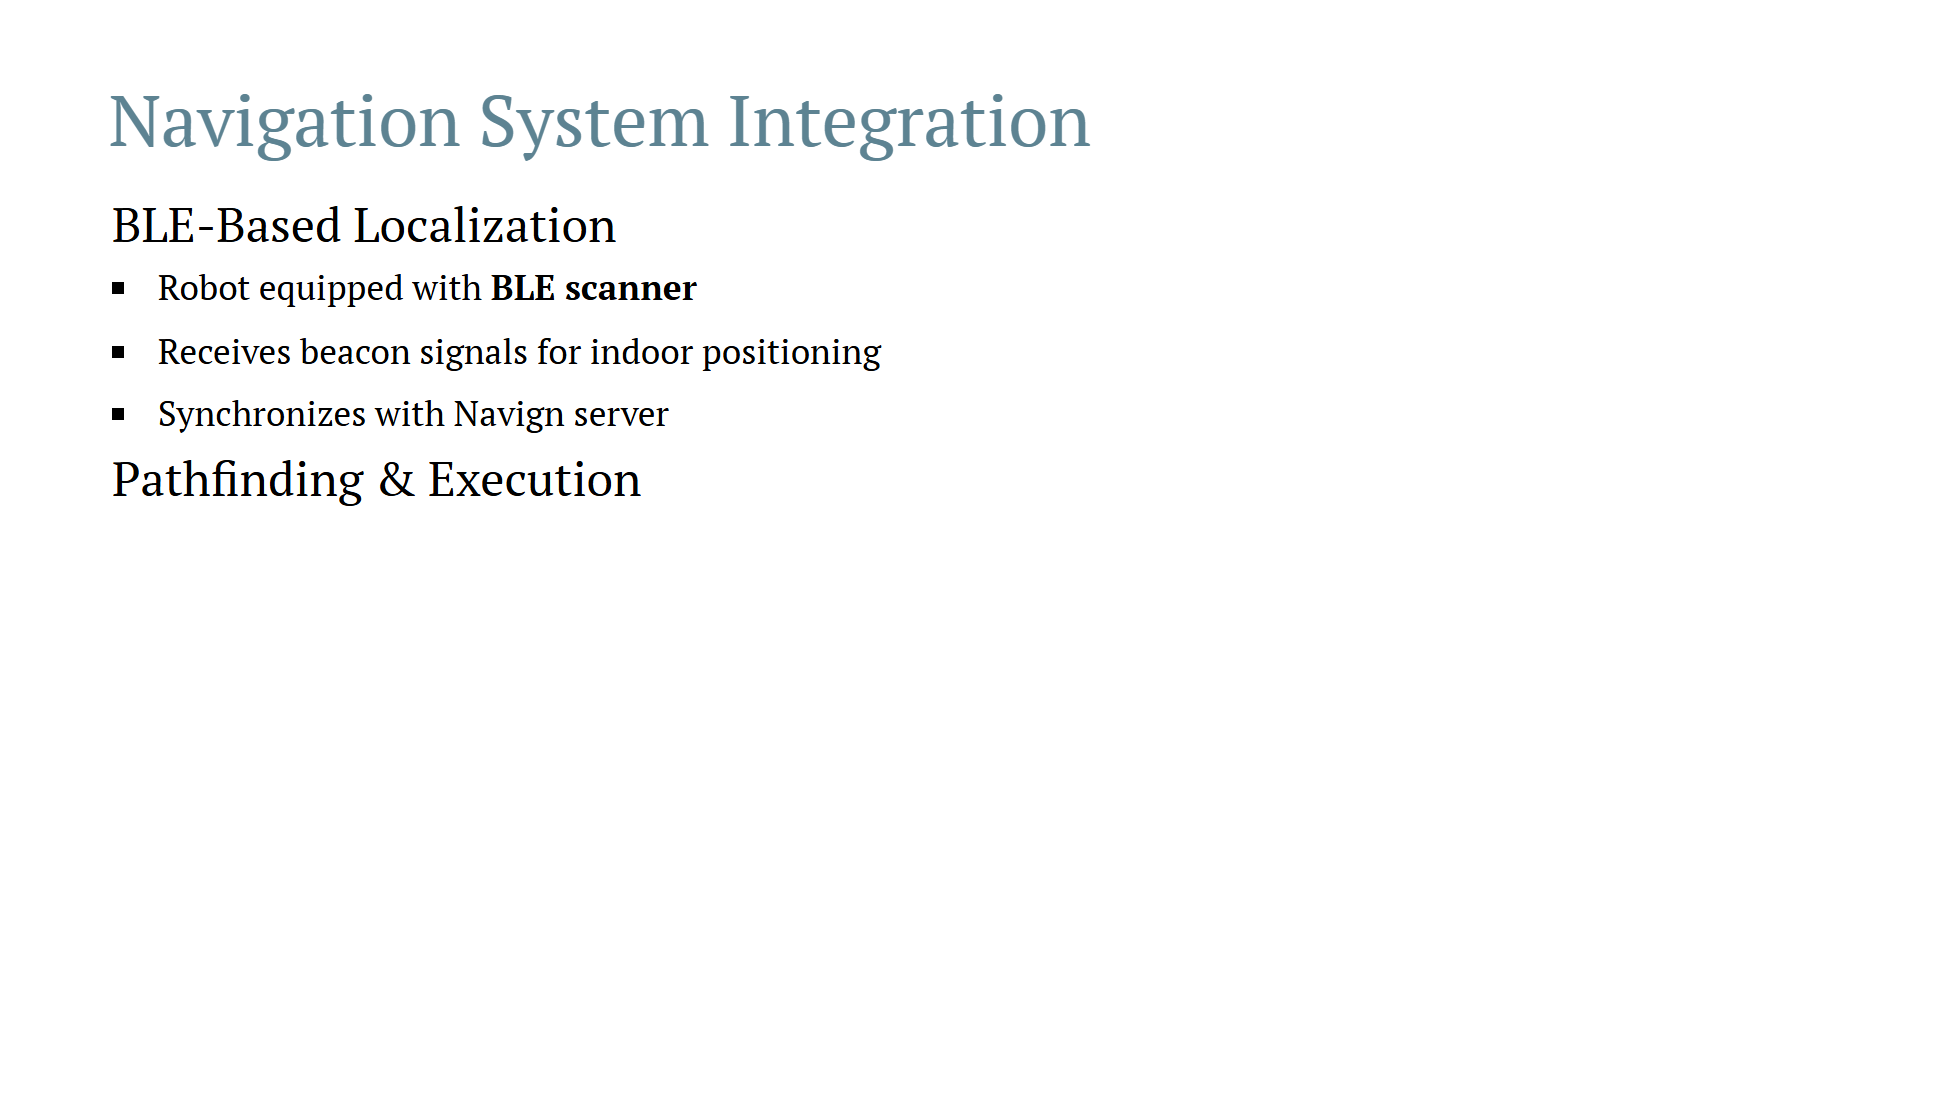 Navigation System Integration
BLE-Based Localization
▪ Robot equipped with BLE scanner
▪ Receives beacon signals for indoor positioning
▪ Synchronizes with Navign server
Pathfinding & Execution